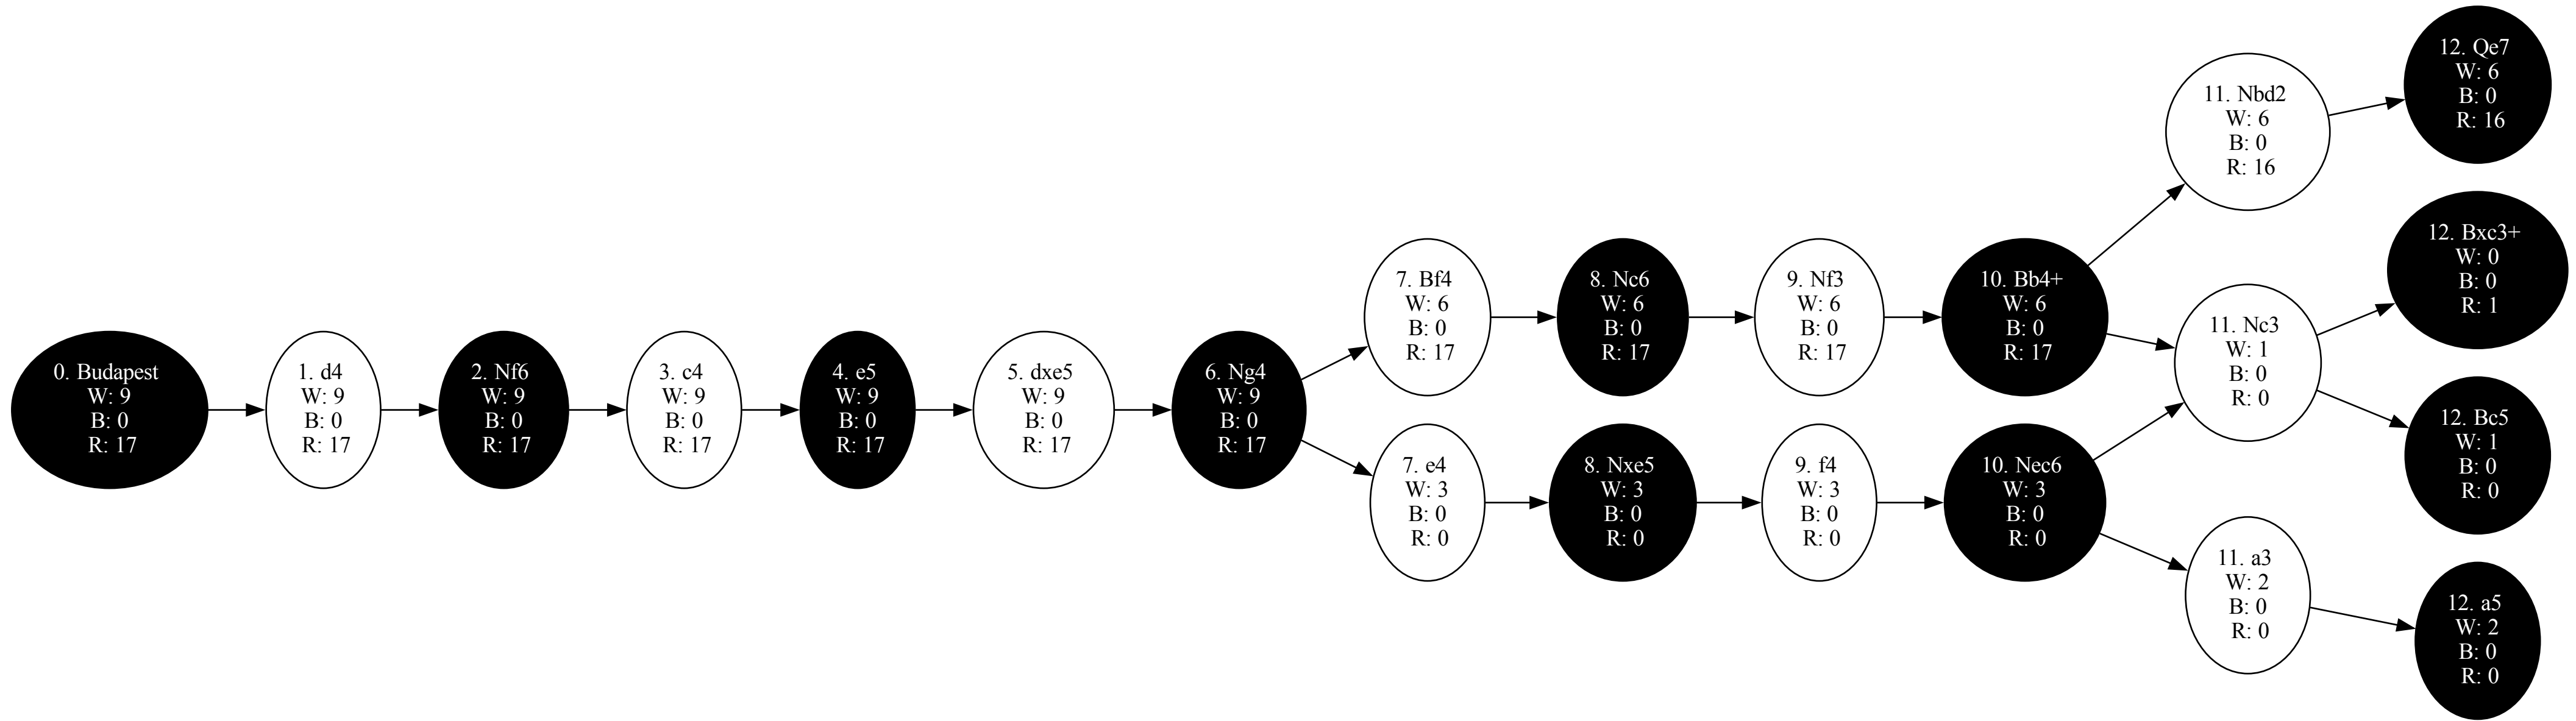 0. Budapest
W: 9
B: 0
R: 17
1. d4
W: 9
B: 0
R: 17
2. Nf6
W: 9
B: 0
R: 17
3. c4
W: 9
B: 0
R: 17
4. e5
W: 9
B: 0
R: 17
5. dxe5
W: 9
B: 0
R: 17
6. Ng4
W: 9
B: 0
R: 17
7. Bf4
W: 6
B: 0
R: 17
8. Nc6
W: 6
B: 0
R: 17
9. Nf3
W: 6
B: 0
R: 17
10. Bb4+
W: 6
B: 0
R: 17
7. e4
W: 3
B: 0
R: 0
8. Nxe5
W: 3
B: 0
R: 0
9. f4
W: 3
B: 0
R: 0
10. Nec6
W: 3
B: 0
R: 0
11. Nbd2
W: 6
B: 0
R: 16
12. Qe7
W: 6
B: 0
R: 16
11. Nc3
W: 1
B: 0
R: 0
12. Bxc3+
W: 0
B: 0
R: 1
12. Bc5
W: 1
B: 0
R: 0
11. a3
W: 2
B: 0
R: 0
12. a5
W: 2
B: 0
R: 0